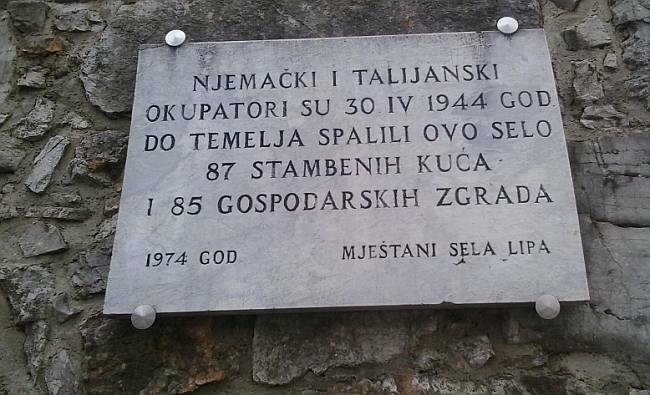 NJEMAČKI I TALIJANSKI
OKUPATORI SU 30 IV 1944 GOD
DO TEMELJA SPALILI OVO SELO
87 STAMBENIH KUĆA
I 85 GOSPODARSKIH ZGRADA
1974 GOD MJEŠTANI SELA LIPA